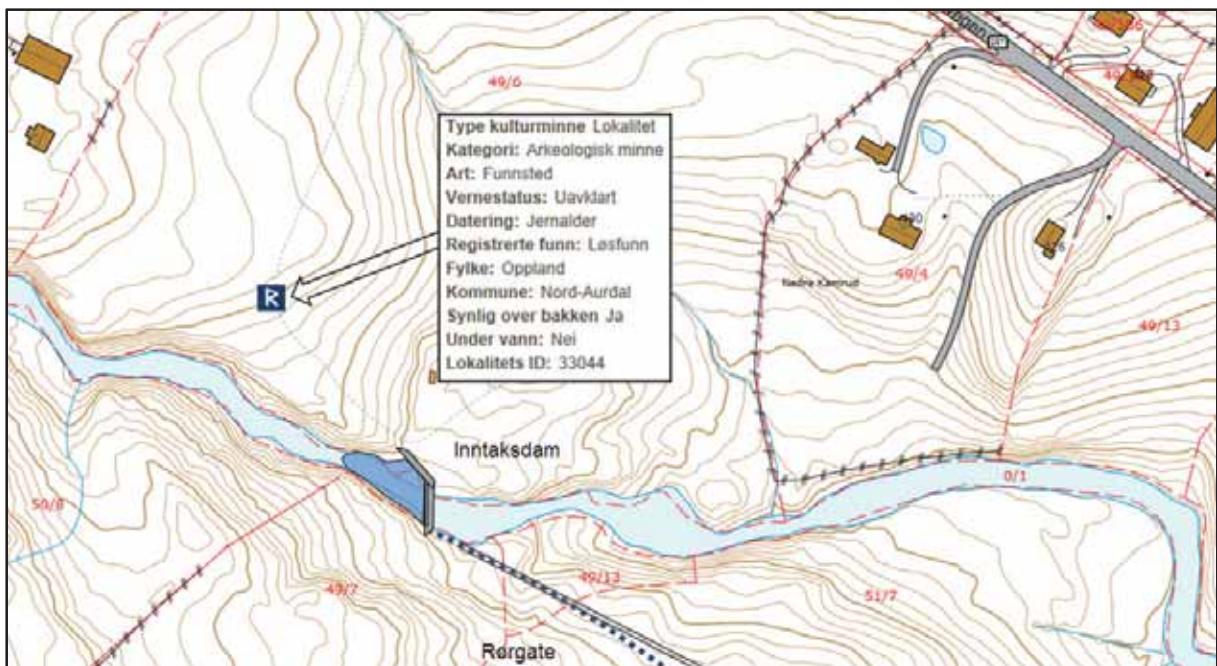 49/6
49/4
49/13
Type kulturminne Lokalitet
Kategori: Arkeologisk minne
Art: Funnsted
Vernestatus: Uavklart
Datering: Jernalder
Registrerte funn: Løsfunn
Fylke: Oppland
Kommune: Nord-Aurdal
Synlig over bakken Ja
Under vann: Nei
Lokalitets ID: 33044
R
Nedre Kamrud
Inntaksdam
0/1
50/8
49/7
49/13
51/7
Rørgate